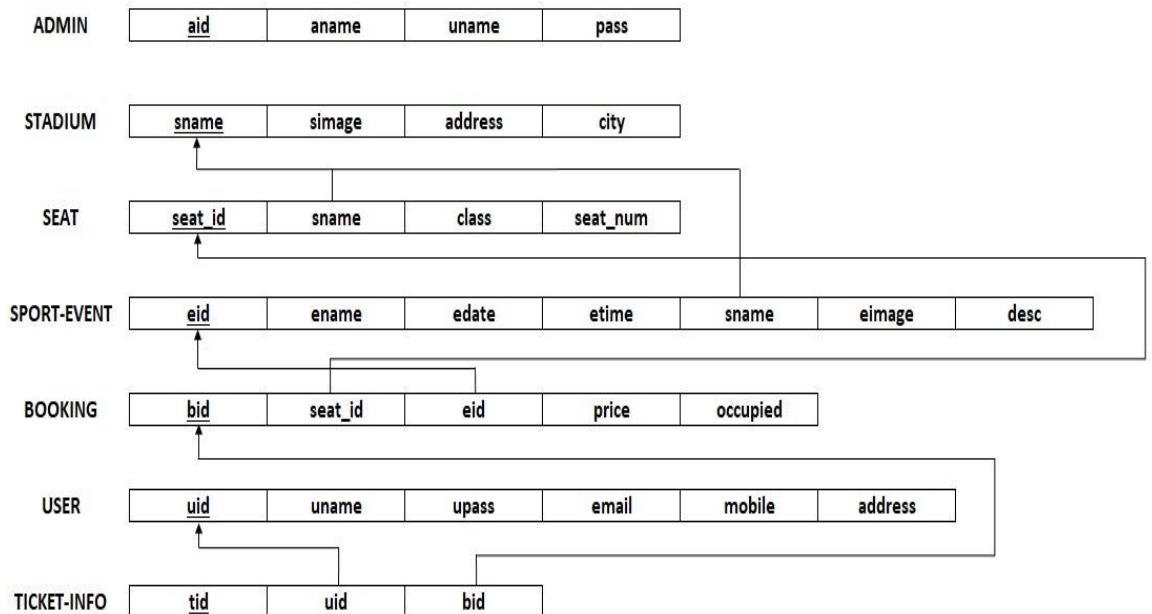 ADMIN aid aname uname pass
STADIUM sname simage address city
SEAT seat_id sname class seat_num
SPORT-EVENT eid ename edate etime sname eimage desc
BOOKING bid seat_id eid price occupied
USER uid uname upass email mobile address
TICKET-INFO tid uid bid